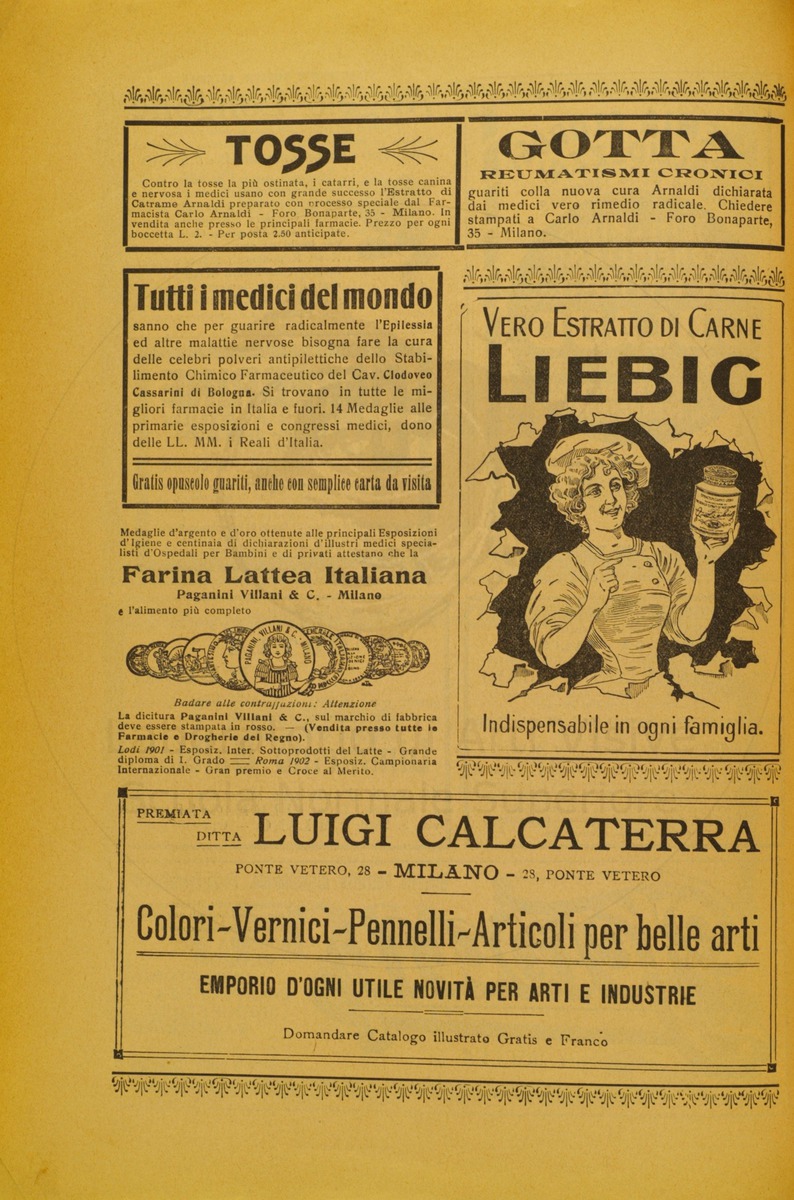 TOSSE
Contro la tosse la più ostinata, i catarri, e la tosse canina
e nervosa i medici usano con grande successo l'Estratto di
Catrame Arnaldi preparato con processo speciale dal Far-
macista Carlo Arnaldi - Foro Bonaparte, 35 - Milano. In
vendita anche presso le principali farmacie. Prezzo per ogni
boccetta L. 2. - Per posta 2.50 anticipate.
GOTTA
REUMATISMI CRONICI
guariti colla nuova cura Arnaldi dichiarata
dai medici vero rimedio radicale. Chiedere
stampati a Carlo Arnaldi - Foro Bonaparte,
35 - Milano.
Tutti i medici del mondo
sanno che per guarire radicalmente l'Epilessia
ed altre malattie nervose bisogna fare la cura
delle celebri polveri antipilettiche dello Stabi-
limento Chimico Farmaceutico del Cav. Clodoveo
Cassarini di Bologna. Si trovano in tutte le mi-
gliori farmacie in Italia e fuori. 14 Medaglie alle
primarie esposizioni e congressi medici, dono
delle LL. MM. i Reali d'Italia.
Gratis opuscolo guariti, anche con semplice carta da visita
Medaglie d'argento e d'oro ottenute alle principali Esposizioni
d'Igiene e centinaia di dichiarazioni d'illustri medici specia-
listi d'Ospedali per Bambini e di privati attestano che la
Farina Lattea Italiana
Paganini Villani & C. - Milano
e l'alimento più completo
PAGANINI, VILLANI & C. - MILANO
Badare alle contraffazioni: Attenzione
La dicitura Paganini Villani & C., sul marchio di fabbrica
deve essere stampata in rosso. — (Vendita presso tutte le
Farmacie e Drogherie del Regno).
Lodi 1901 - Esposiz. Inter. Sottoprodotti del Latte - Grande
diploma di I. Grado — Roma 1902 - Esposiz. Campionaria
Internazionale - Gran premio e Croce al Merito.
VERO ESTRATTO DI CARNE
LIEBIG
Indispensabile in ogni famiglia.
PREMIATA
DITTA LUIGI CALCATERRA
PONTE VETERO, 28 - MILANO - 28, PONTE VETERO
Colori-Vernici-Pennelli-Articoli per belle arti
EMPORIO D'OGNI UTILE NOVITÀ PER ARTI E INDUSTRIE
Domandare Catalogo illustrato Gratis e Franco